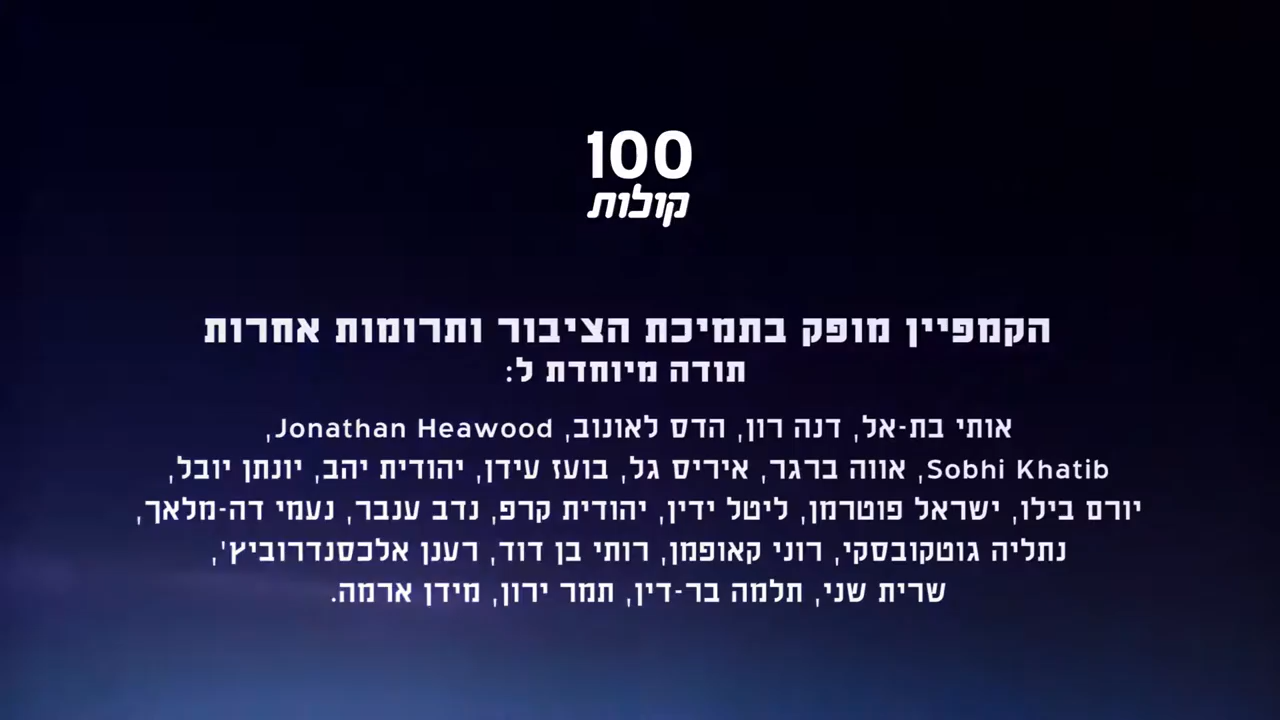 100
קולות
הקמפיין מופק בתמיכת הציבור ותרומות אחרות
תודה מיוחדת ל:
אותי בת-אל, דנה רון, הדס לאונוב, Jonathan Heawood,
Sobhi Khatib, אווה ברגר, איריס גל, בועז עידן, יהודית יהב, יונתן יובל,
יורם בילו, ישראל פוטרמן, ליטל ידין, יהודית קרפ, נדב ענבר, נעמי דה-מלאך,
נתליה גוטקובסקי, רוני קאופמן, רותי בן דוד, רענן אלכסנדרוביץ',
שרית שני, תלמה בר-דין, תמר ירון, מידן ארמה.